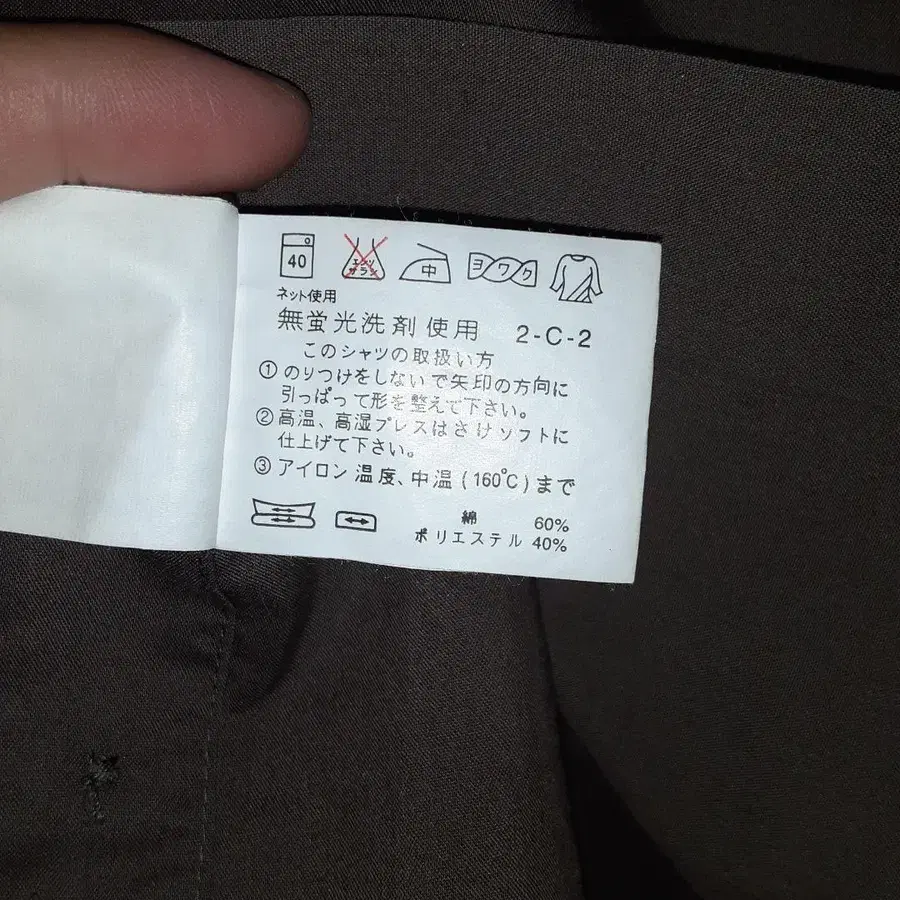 40 エンソ サラシ 中 ヨワク
ネット使用
無蛍光洗剤使用 2-C-2
このシャツの取扱い方
① のりつけをしないで矢印の方向に
引っぱって形を整えて下さい。
② 高温、高湿プレスはさけソフトに
仕上げて下さい。
③ アイロン温度、中温(160℃)まで
綿 60%
ポリエステル 40%